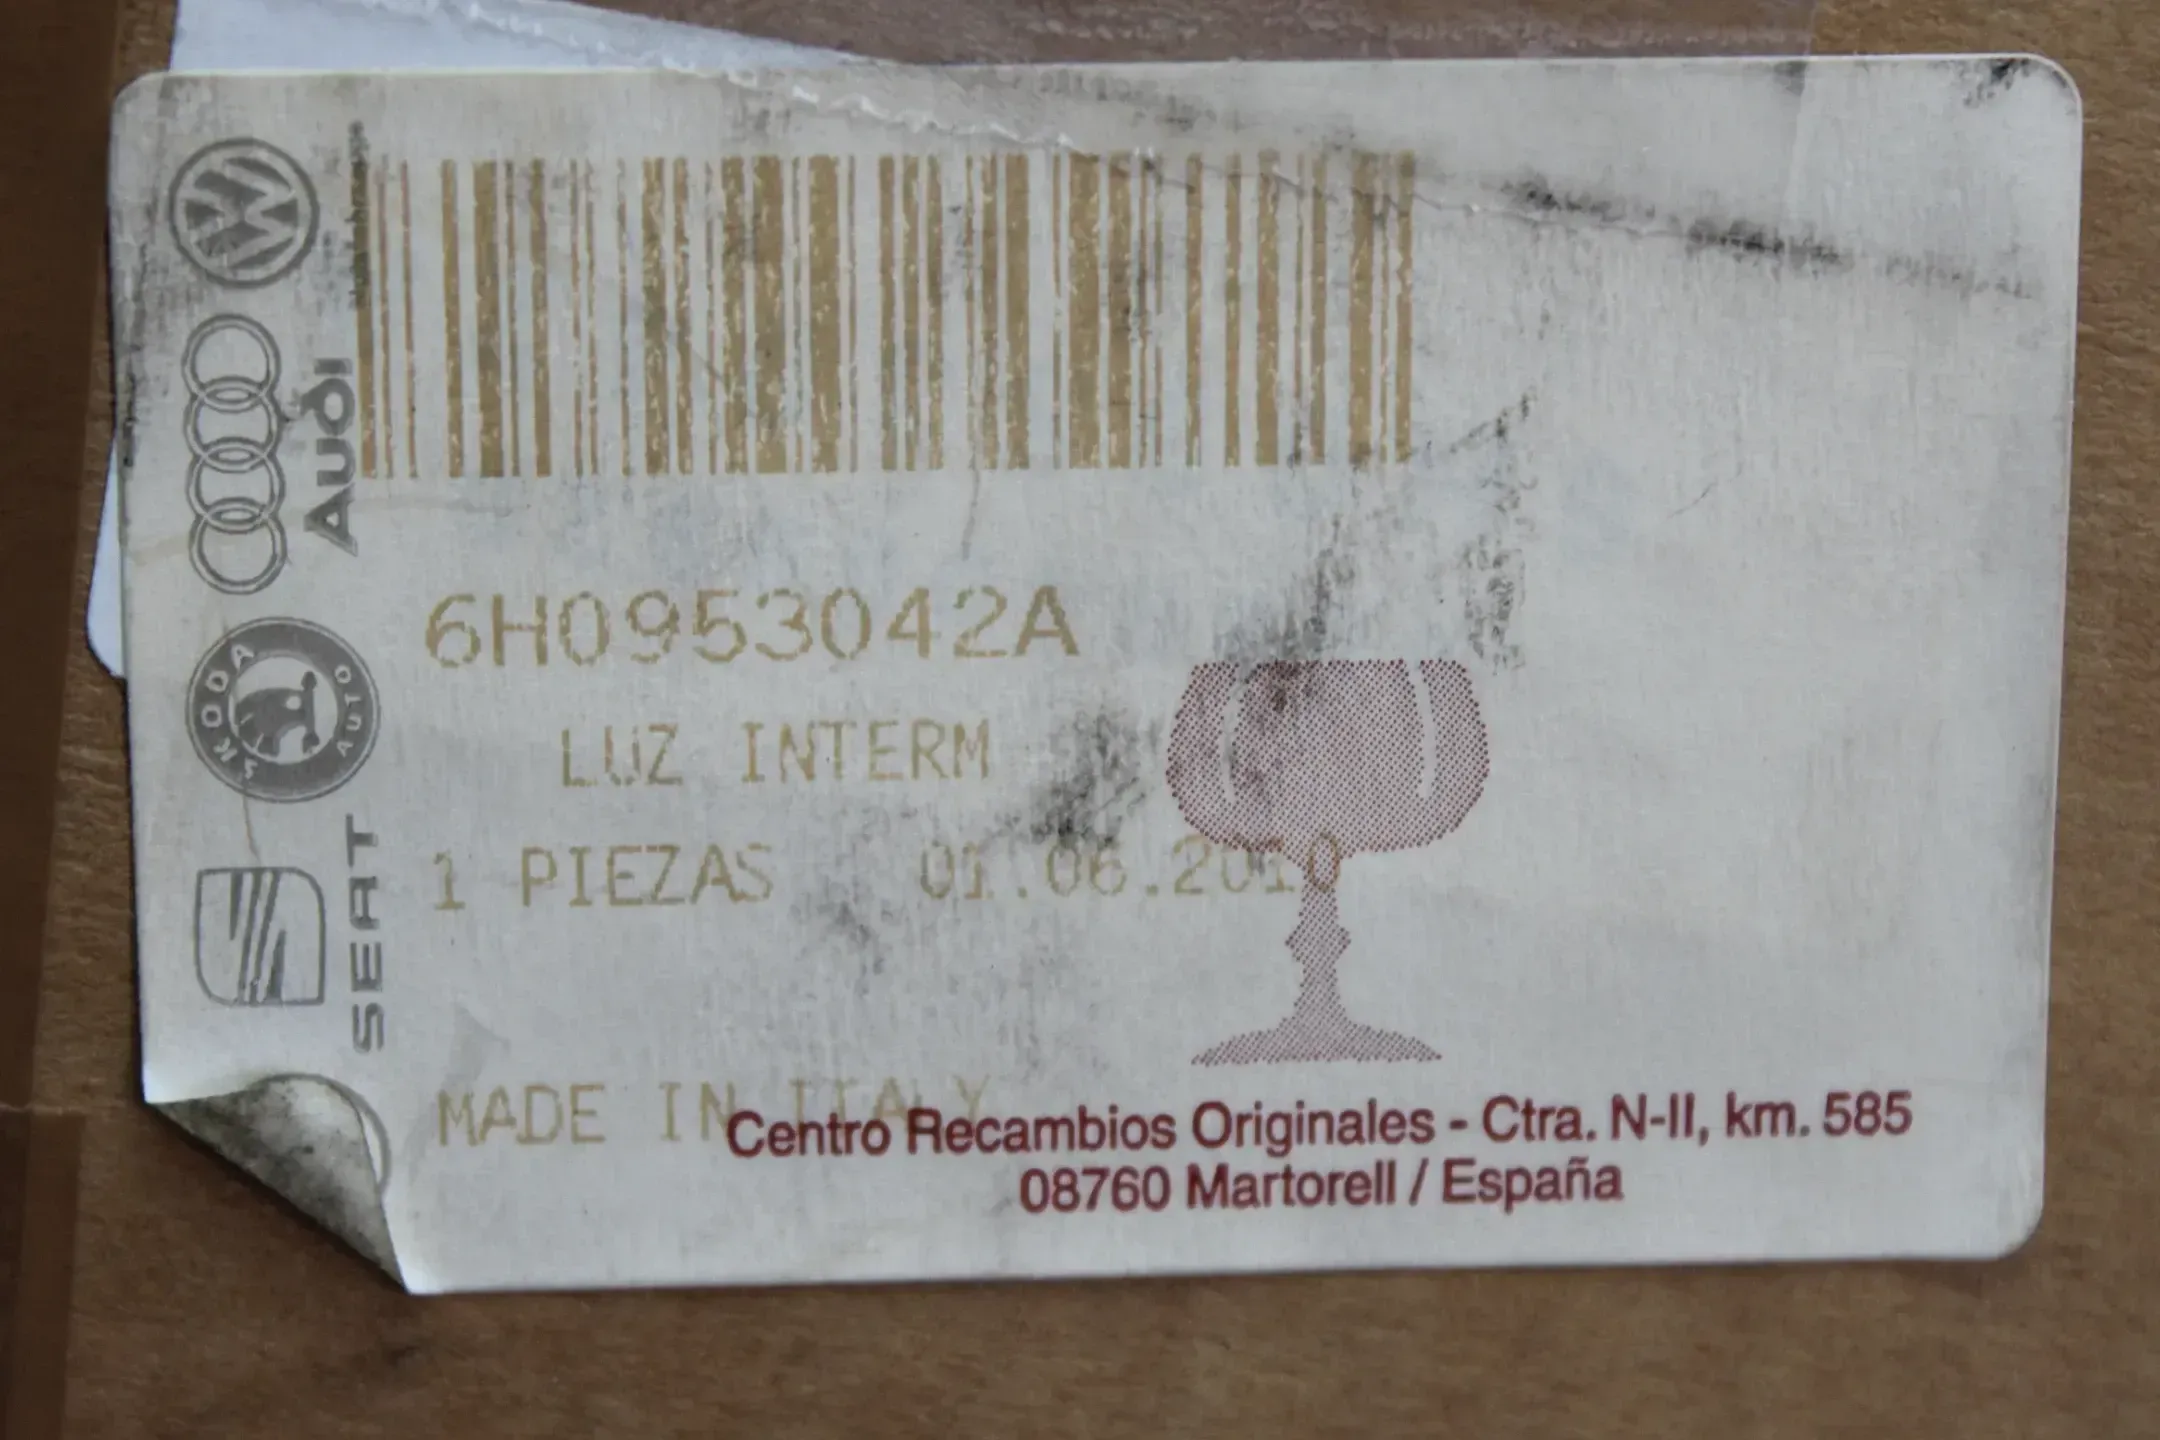 AUDI
SKODA
AUTO
SEAT
6H0953042A
LUZ INTERM
1 PIEZAS 01.06.2010
MADE IN ITALY
Centro Recambios Originales - Ctra. N-II, km. 585
08760 Martorell / España